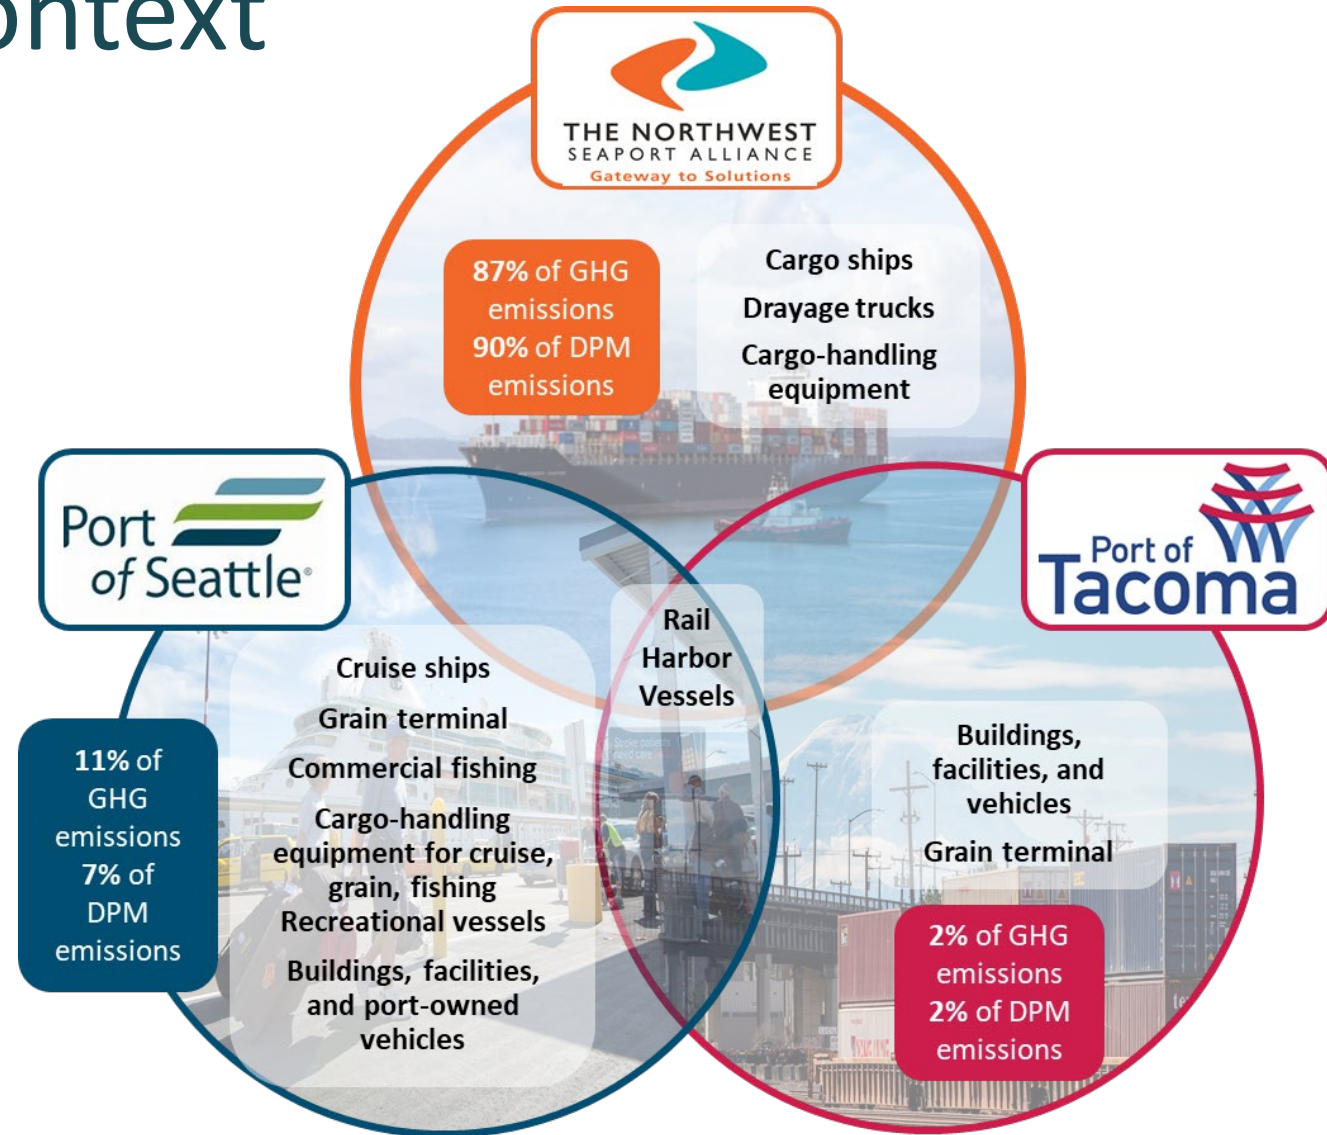 THE NORTHWEST
SEAPORT ALLIANCE
Gateway to Solutions
87% of GHG
emissions
90% of DPM
emissions
Cargo ships
Drayage trucks
Cargo-handling
equipment
Port
of Seattle®
Port of
Tacoma
Rail
Harbor
Vessels
Cruise ships
Grain terminal
Commercial fishing
Cargo-handling
equipment for cruise,
grain, fishing
Recreational vessels
Buildings, facilities,
and port-owned
vehicles
11% of
GHG
emissions
7% of
DPM
emissions
Buildings,
facilities, and
vehicles
Grain terminal
2% of GHG
emissions
2% of DPM
emissions